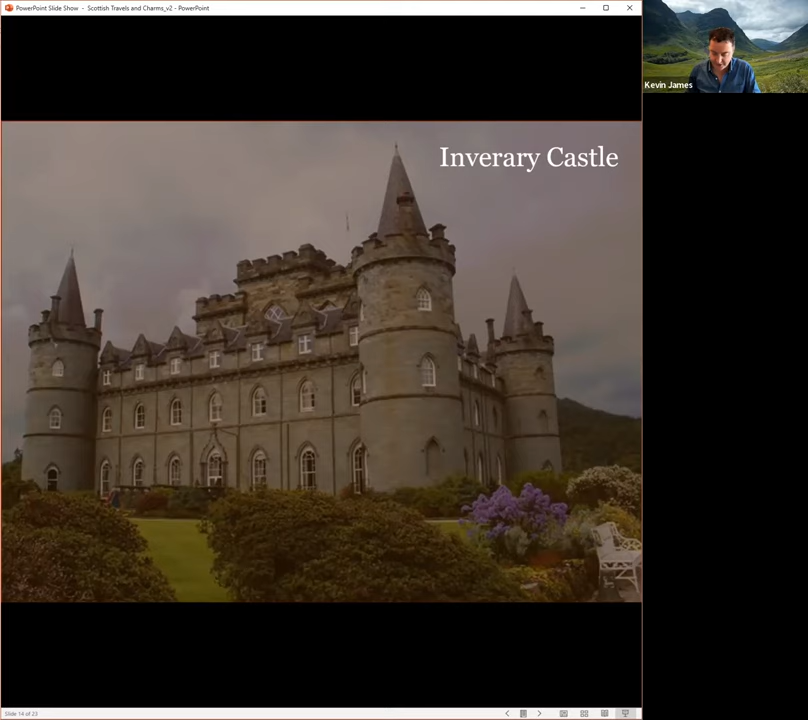 PowerPoint Slide Show - Scottish Travels and Charms_v2 - PowerPoint
Kevin James
Inverary Castle
Slide 14 of 23